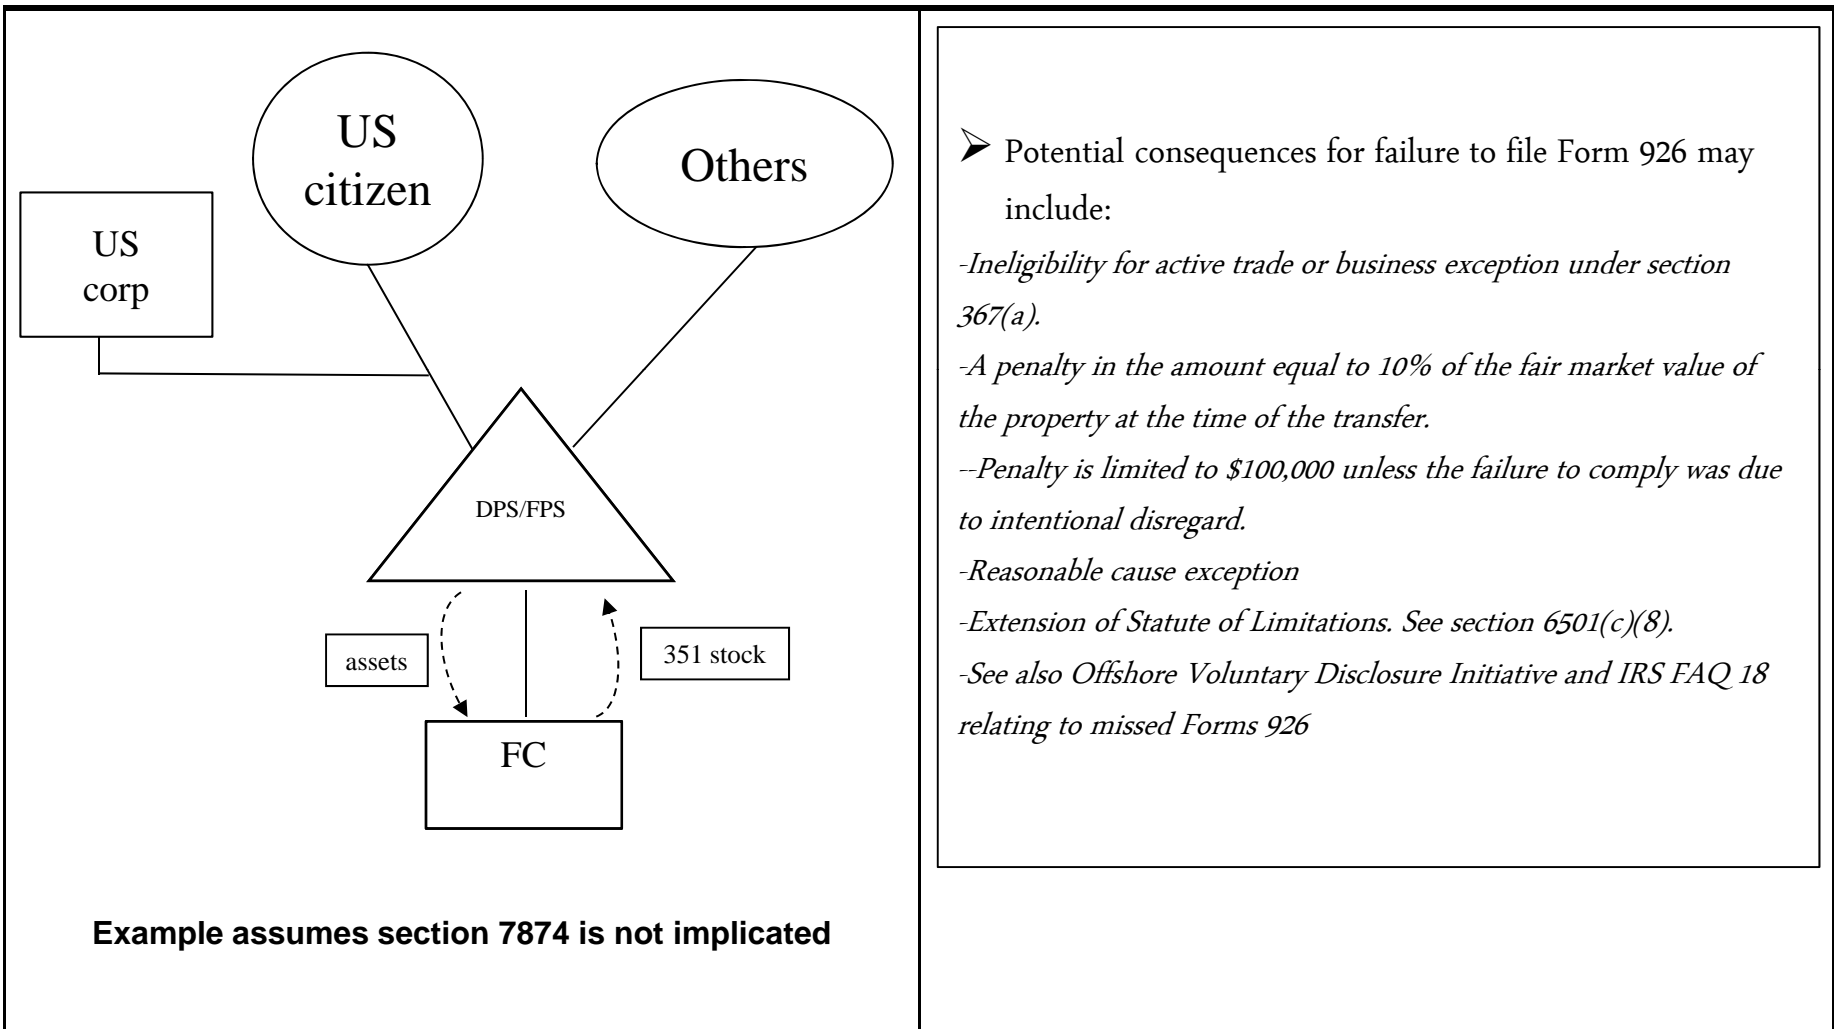 US
citizen
Others
US
corp
DPS/FPS
assets
351 stock
FC
Example assumes section 7874 is not implicated
➢ Potential consequences for failure to file Form 926 may
include:
-Ineligibility for active trade or business exception under section
367(a).
-A penalty in the amount equal to 10% of the fair market value of
the property at the time of the transfer.
--Penalty is limited to $100,000 unless the failure to comply was due
to intentional disregard.
-Reasonable cause exception
-Extension of Statute of Limitations. See section 6501(c)(8).
-See also Offshore Voluntary Disclosure Initiative and IRS FAQ 18
relating to missed Forms 926